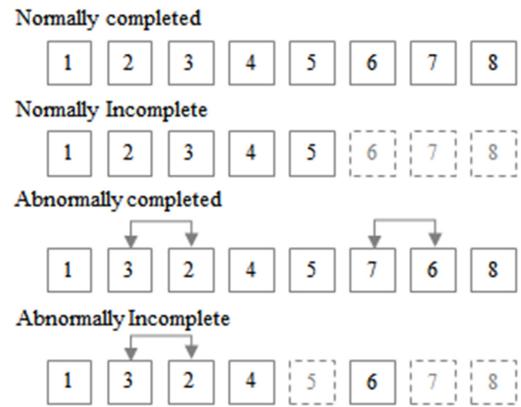 Normally completed
1 2 3 4 5 6 7 8
Normally Incomplete
1 2 3 4 5 6 7 8
Abnormally completed
1 3 2 4 5 7 6 8
Abnormally Incomplete
1 3 2 4 5 6 7 8